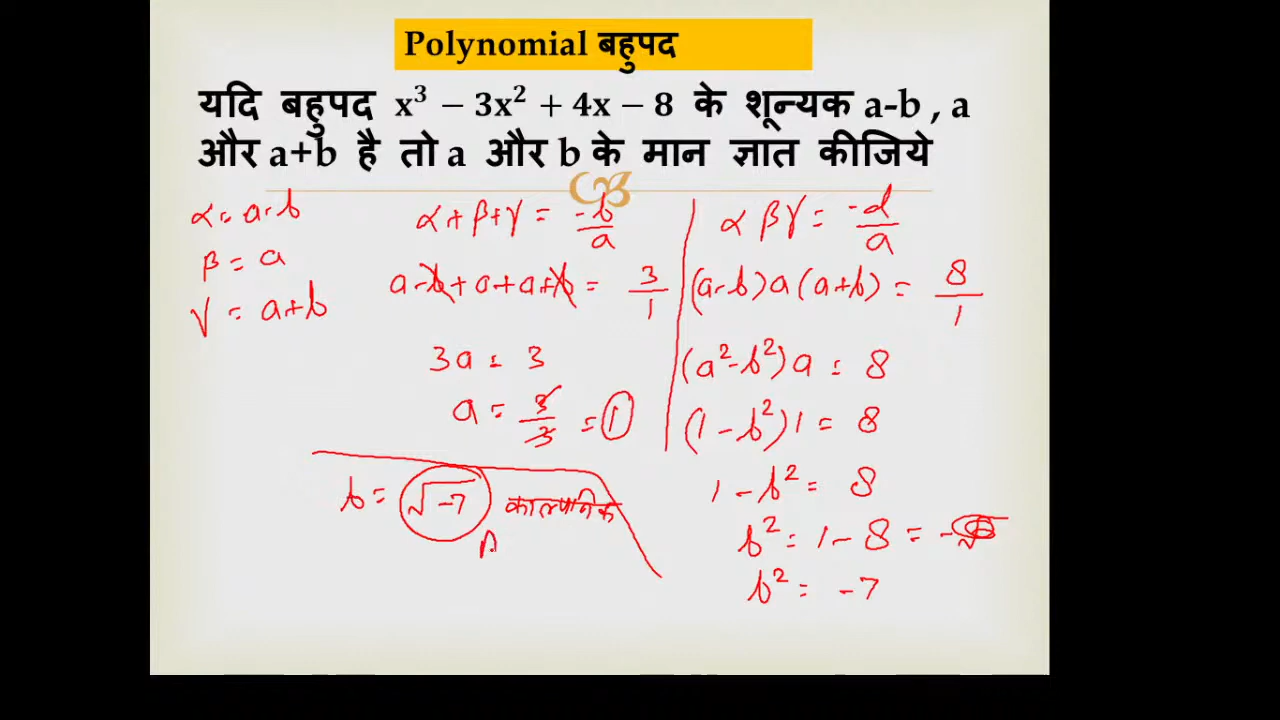 Polynomial बहुपद
यदि बहुपद x³ − 3x² + 4x − 8 के शून्यक a-b , a
और a+b है तो a और b के मान ज्ञात कीजिये
α = a-b
β = a
γ = a+b
α + β + γ = -b/a
a-b + a + a+b = 3/1
3a = 3
a = 3/3 = 1
α β γ = -d/a
(a-b) a (a+b) = 8/1
(a²-b²) a = 8
(1 - b²) 1 = 8
1 - b² = 8
b² = 1 - 8 =
b² = -7
b = √-7 काल्पनिक